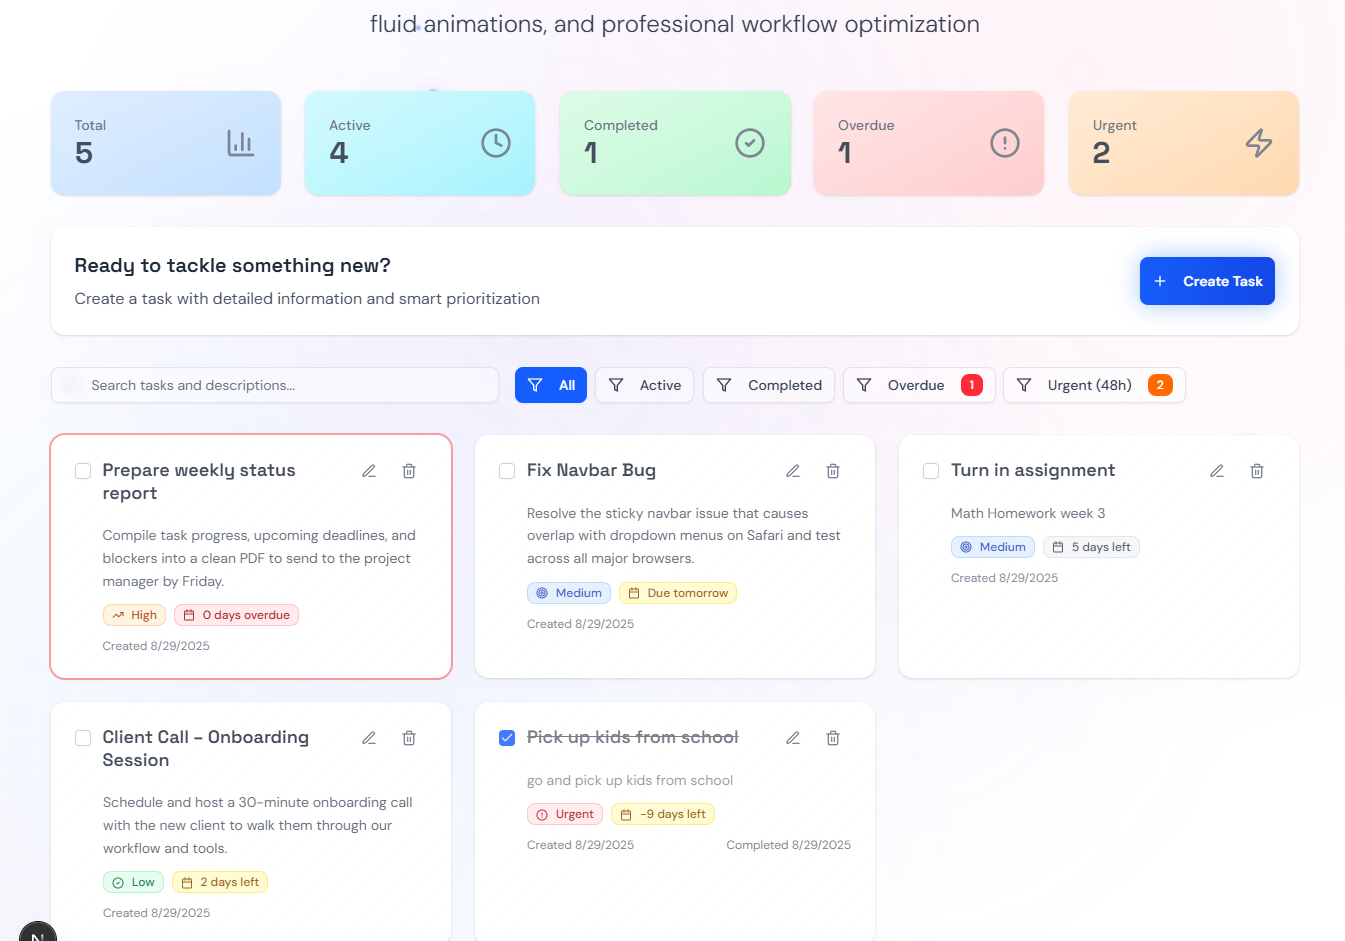 fluid animations, and professional workflow optimization
Total
5
Active
4
Completed
1
Overdue
1
Urgent
2
Ready to tackle something new?
Create a task with detailed information and smart prioritization
Create Task
Search tasks and descriptions...
All
Active
Completed
Overdue 1
Urgent (48h) 2
Prepare weekly status
report
Compile task progress, upcoming deadlines, and
blockers into a clean PDF to send to the project
manager by Friday.
High
0 days overdue
Created 8/29/2025
Fix Navbar Bug
Resolve the sticky navbar issue that causes
overlap with dropdown menus on Safari and test
across all major browsers.
Medium
Due tomorrow
Created 8/29/2025
Turn in assignment
Math Homework week 3
Medium
5 days left
Created 8/29/2025
Client Call – Onboarding
Session
Schedule and host a 30-minute onboarding call
with the new client to walk them through our
workflow and tools.
Low
2 days left
Created 8/29/2025
Pick up kids from school
go and pick up kids from school
Urgent
-9 days left
Created 8/29/2025
Completed 8/29/2025
N